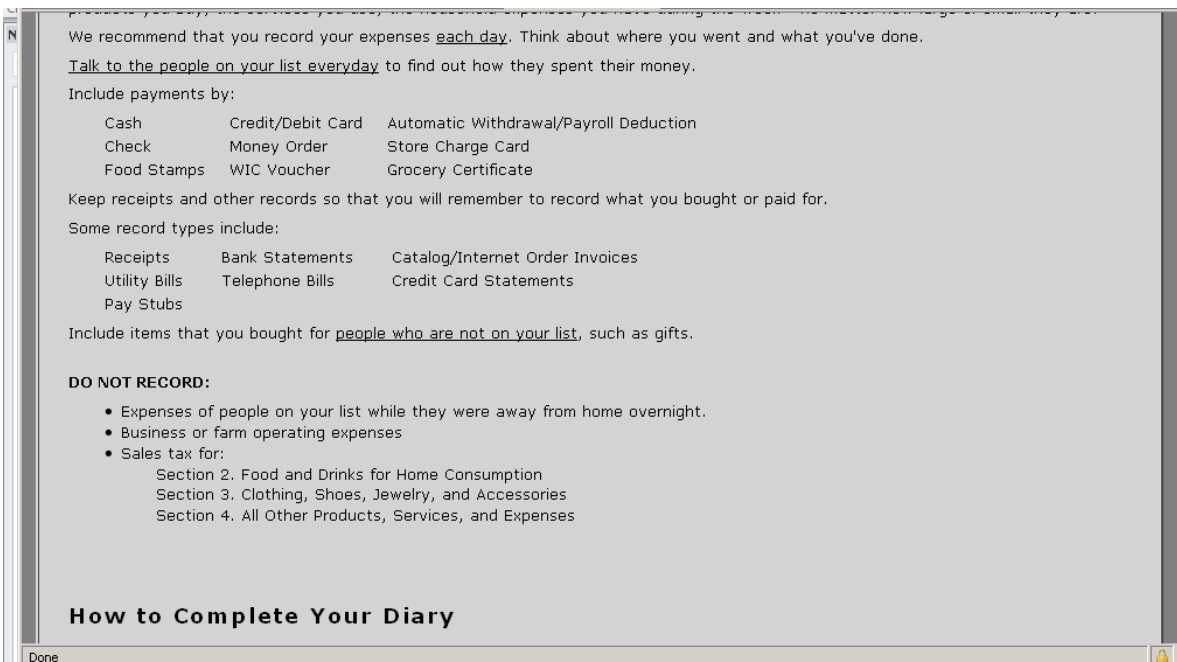 We recommend that you record your expenses each day. Think about where you went and what you've done.
Talk to the people on your list everyday to find out how they spent their money.
Include payments by:
Cash Credit/Debit Card Automatic Withdrawal/Payroll Deduction
Check Money Order Store Charge Card
Food Stamps WIC Voucher Grocery Certificate
Keep receipts and other records so that you will remember to record what you bought or paid for.
Some record types include:
Receipts Bank Statements Catalog/Internet Order Invoices
Utility Bills Telephone Bills Credit Card Statements
Pay Stubs
Include items that you bought for people who are not on your list, such as gifts.
DO NOT RECORD:
• Expenses of people on your list while they were away from home overnight.
• Business or farm operating expenses
• Sales tax for:
Section 2. Food and Drinks for Home Consumption
Section 3. Clothing, Shoes, Jewelry, and Accessories
Section 4. All Other Products, Services, and Expenses
How to Complete Your Diary
Done